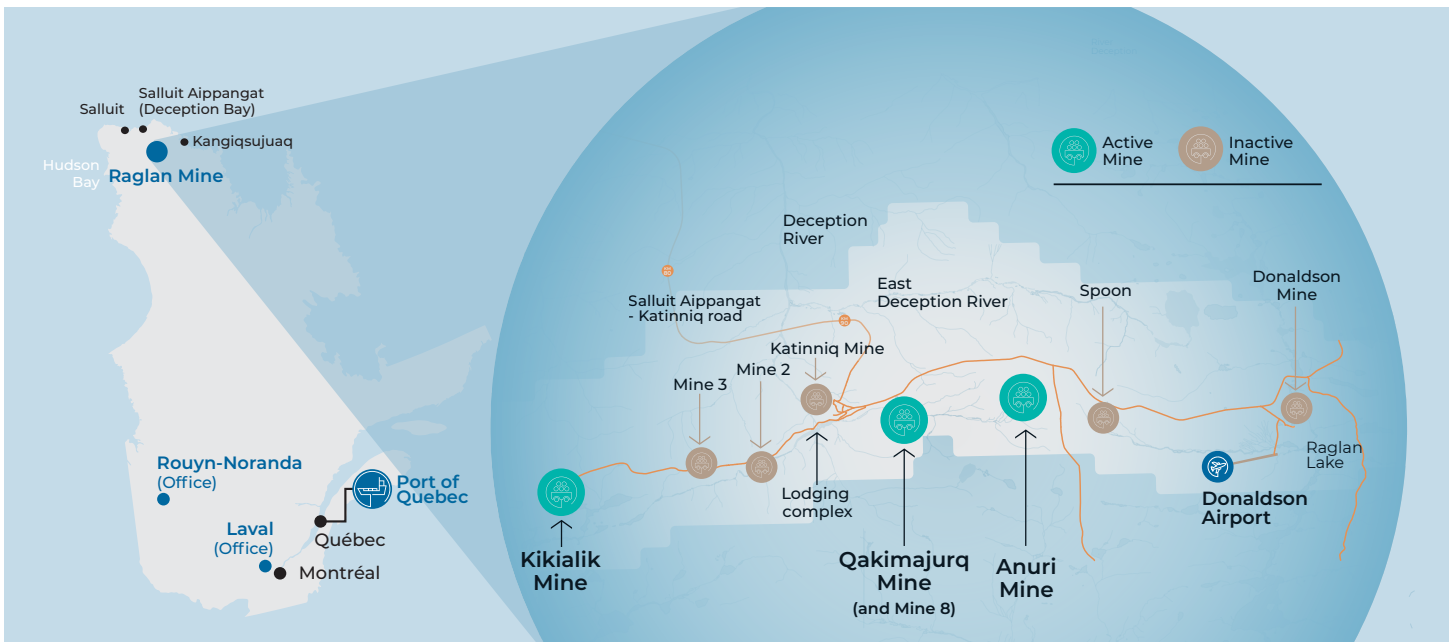 Salluit
Salluit Aippangat
(Deception Bay)
Kangiqsujuaq
Hudson
Bay
Raglan Mine
Rouyn-Noranda
(Office)
Port of
Quebec
Laval
(Office)
Québec
Montréal
Active
Mine
Inactive
Mine
Deception
River
Salluit Aippangat
- Katinniq road
East
Deception River
Spoon
Donaldson
Mine
Katinniq Mine
Mine 2
Mine 3
Lodging
complex
Raglan
Lake
Donaldson
Airport
Kikialik
Mine
Qakimajurq
Mine
(and Mine 8)
Anuri
Mine